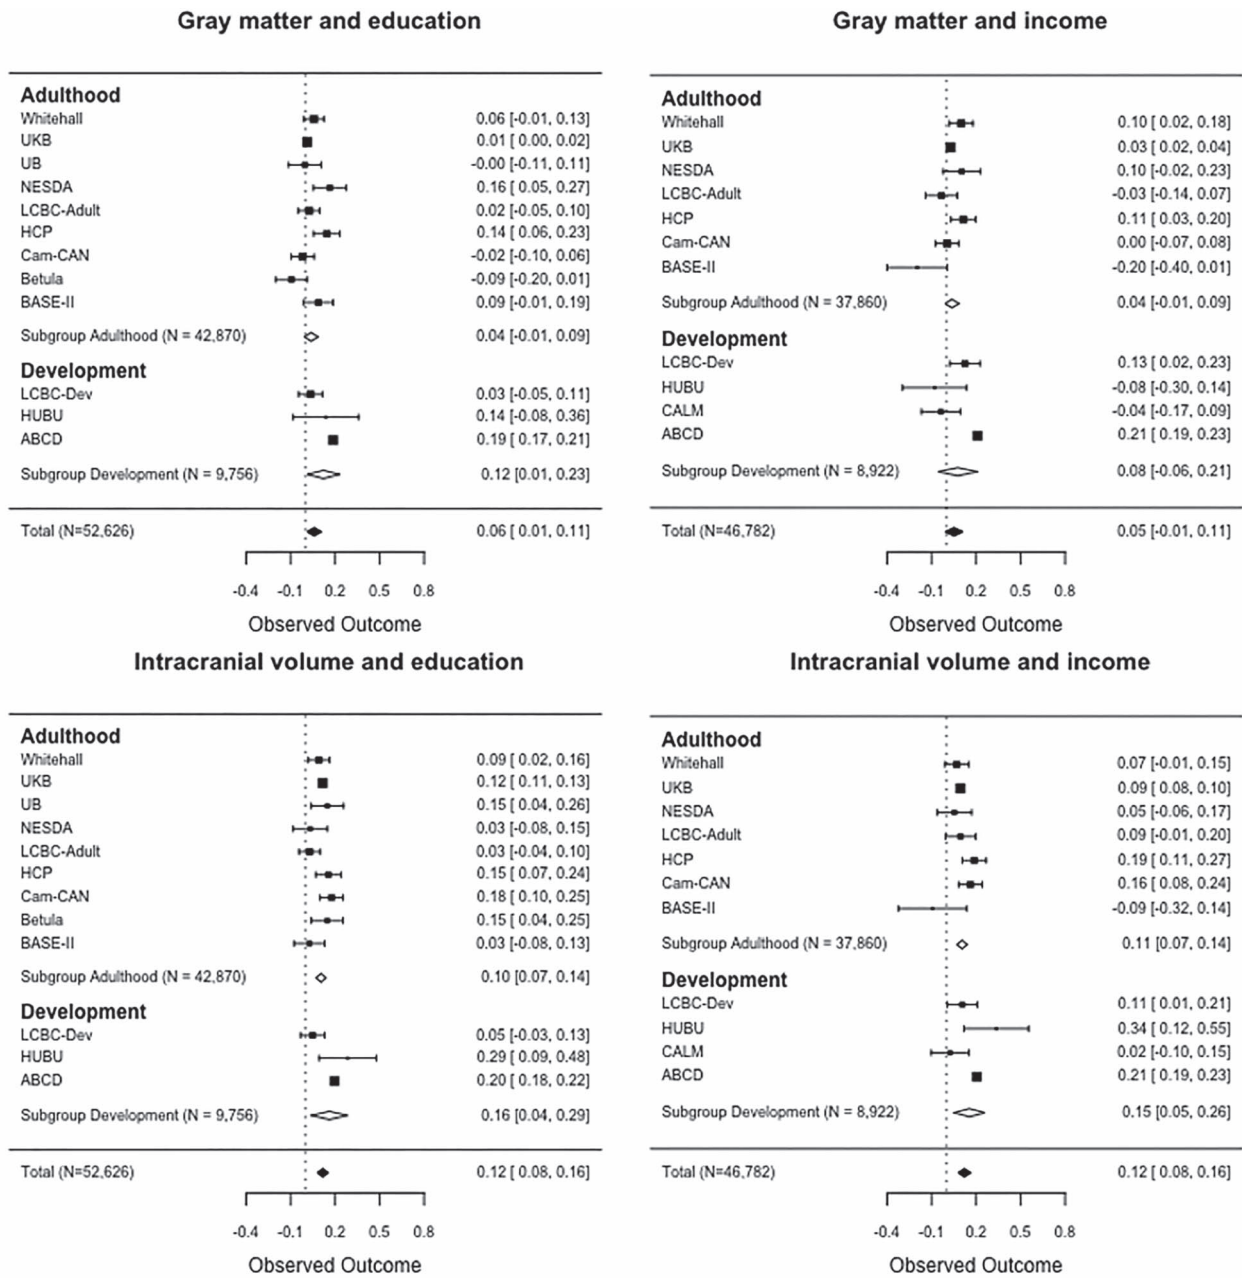 Gray matter and education
Adulthood
Whitehall 0.06 [-0.01, 0.13]
UKB 0.01 [ 0.00, 0.02]
UB -0.00 [-0.11, 0.11]
NESDA 0.16 [ 0.05, 0.27]
LCBC-Adult 0.02 [-0.05, 0.10]
HCP 0.14 [ 0.06, 0.23]
Cam-CAN -0.02 [-0.10, 0.06]
Betula -0.09 [-0.20, 0.01]
BASE-II 0.09 [-0.01, 0.19]
Subgroup Adulthood (N = 42,870) 0.04 [-0.01, 0.09]
Development
LCBC-Dev 0.03 [-0.05, 0.11]
HUBU 0.14 [-0.08, 0.36]
ABCD 0.19 [ 0.17, 0.21]
Subgroup Development (N = 9,756) 0.12 [0.01, 0.23]
Total (N=52,626) 0.06 [ 0.01, 0.11]
-0.4 -0.1 0.2 0.5 0.8
Observed Outcome
Gray matter and income
Adulthood
Whitehall 0.10 [ 0.02, 0.18]
UKB 0.03 [ 0.02, 0.04]
NESDA 0.10 [-0.02, 0.23]
LCBC-Adult -0.03 [-0.14, 0.07]
HCP 0.11 [ 0.03, 0.20]
Cam-CAN 0.00 [-0.07, 0.08]
BASE-II -0.20 [-0.40, 0.01]
Subgroup Adulthood (N = 37,860) 0.04 [-0.01, 0.09]
Development
LCBC-Dev 0.13 [ 0.02, 0.23]
HUBU -0.08 [-0.30, 0.14]
CALM -0.04 [-0.17, 0.09]
ABCD 0.21 [ 0.19, 0.23]
Subgroup Development (N = 8,922) 0.08 [-0.06, 0.21]
Total (N=46,782) 0.05 [-0.01, 0.11]
-0.4 -0.1 0.2 0.5 0.8
Observed Outcome
Intracranial volume and education
Adulthood
Whitehall 0.09 [ 0.02, 0.16]
UKB 0.12 [ 0.11, 0.13]
UB 0.15 [ 0.04, 0.26]
NESDA 0.03 [-0.08, 0.15]
LCBC-Adult 0.03 [-0.04, 0.10]
HCP 0.15 [ 0.07, 0.24]
Cam-CAN 0.18 [ 0.10, 0.25]
Betula 0.15 [ 0.04, 0.25]
BASE-II 0.03 [-0.08, 0.13]
Subgroup Adulthood (N = 42,870) 0.10 [0.07, 0.14]
Development
LCBC-Dev 0.05 [-0.03, 0.13]
HUBU 0.29 [ 0.09, 0.48]
ABCD 0.20 [ 0.18, 0.22]
Subgroup Development (N = 9,756) 0.16 [0.04, 0.29]
Total (N=52,626) 0.12 [ 0.08, 0.16]
-0.4 -0.1 0.2 0.5 0.8
Observed Outcome
Intracranial volume and income
Adulthood
Whitehall 0.07 [-0.01, 0.15]
UKB 0.09 [ 0.08, 0.10]
NESDA 0.05 [-0.06, 0.17]
LCBC-Adult 0.09 [-0.01, 0.20]
HCP 0.19 [ 0.11, 0.27]
Cam-CAN 0.16 [ 0.08, 0.24]
BASE-II -0.09 [-0.32, 0.14]
Subgroup Adulthood (N = 37,860) 0.11 [0.07, 0.14]
Development
LCBC-Dev 0.11 [ 0.01, 0.21]
HUBU 0.34 [ 0.12, 0.55]
CALM 0.02 [-0.10, 0.15]
ABCD 0.21 [ 0.19, 0.23]
Subgroup Development (N = 8,922) 0.15 [0.05, 0.26]
Total (N=46,782) 0.12 [ 0.08, 0.16]
-0.4 -0.1 0.2 0.5 0.8
Observed Outcome